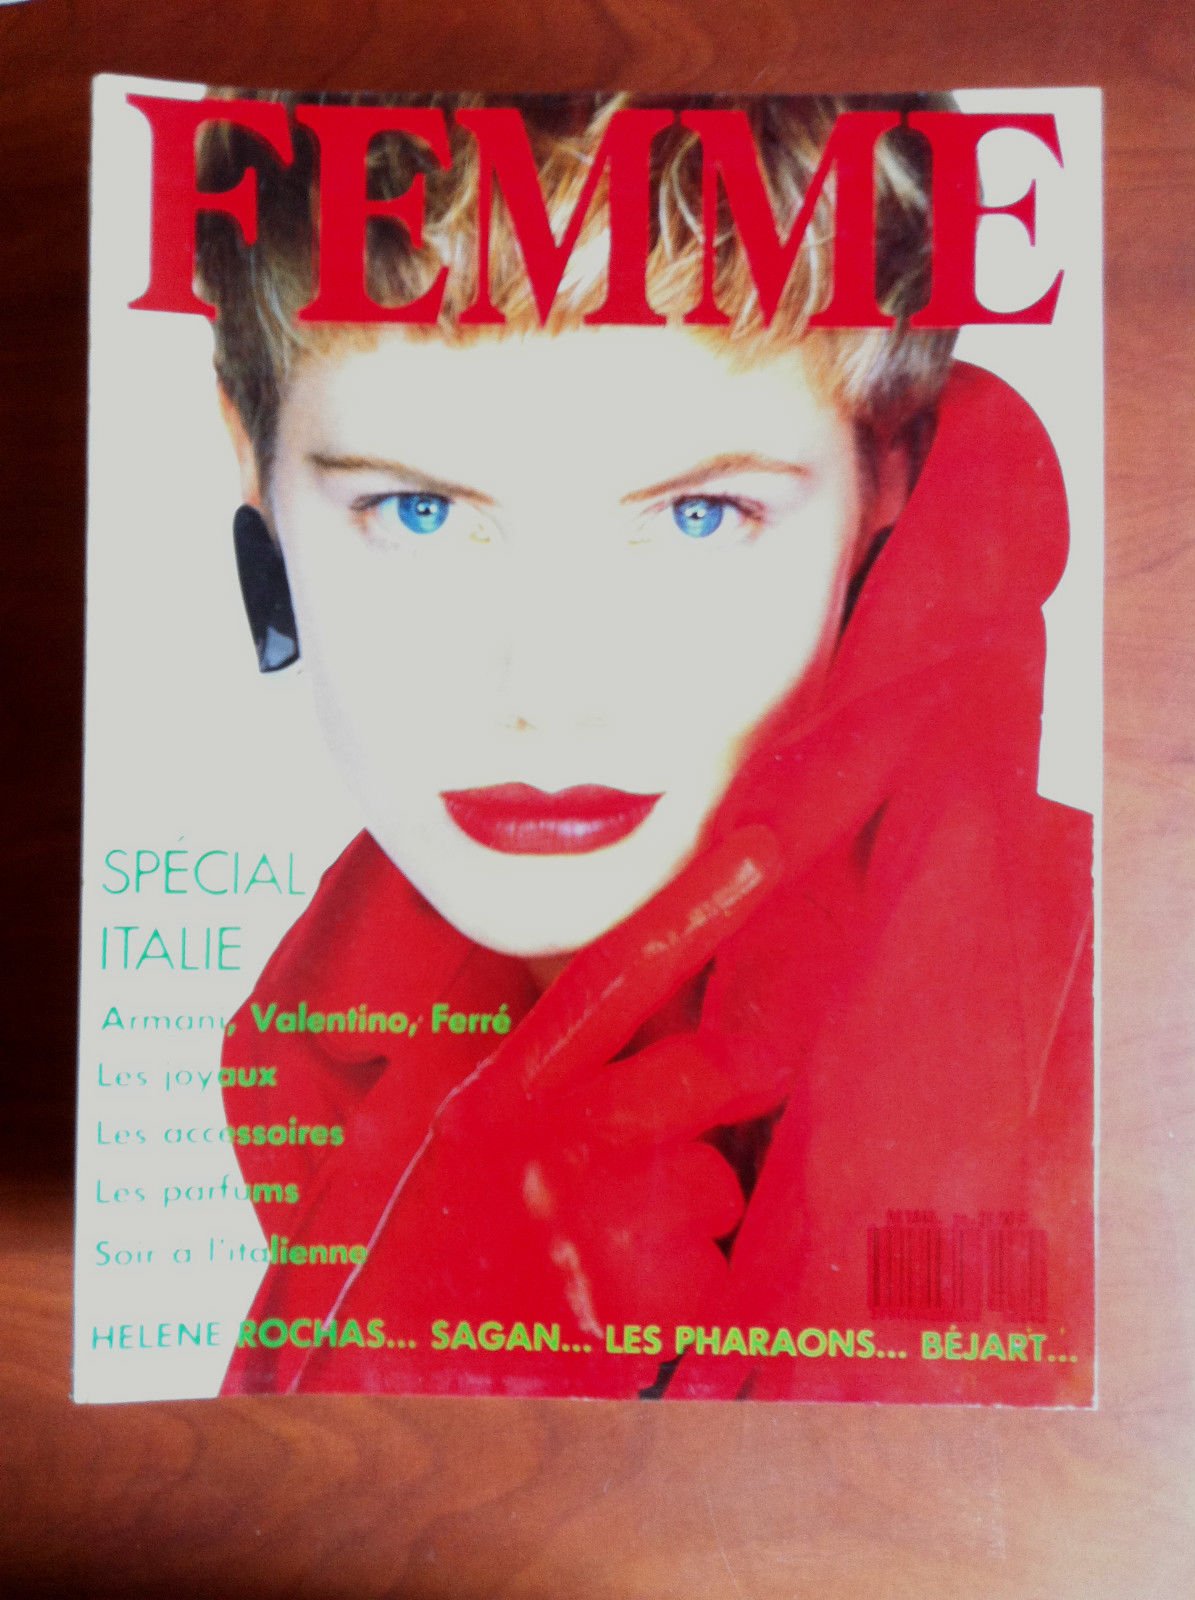 FEMME
SPÉCIAL
ITALIE
Armani, Valentino, Ferré
Les joyaux
Les accessoires
Les parfums
Soir a l'italienne
HELENE ROCHAS... SAGAN... LES PHARAONS... BÉJART...